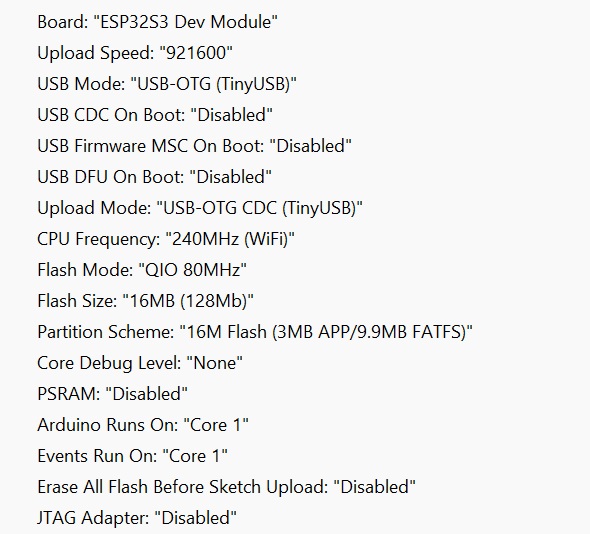 Board: "ESP32S3 Dev Module"
Upload Speed: "921600"
USB Mode: "USB-OTG (TinyUSB)"
USB CDC On Boot: "Disabled"
USB Firmware MSC On Boot: "Disabled"
USB DFU On Boot: "Disabled"
Upload Mode: "USB-OTG CDC (TinyUSB)"
CPU Frequency: "240MHz (WiFi)"
Flash Mode: "QIO 80MHz"
Flash Size: "16MB (128Mb)"
Partition Scheme: "16M Flash (3MB APP/9.9MB FATFS)"
Core Debug Level: "None"
PSRAM: "Disabled"
Arduino Runs On: "Core 1"
Events Run On: "Core 1"
Erase All Flash Before Sketch Upload: "Disabled"
JTAG Adapter: "Disabled"